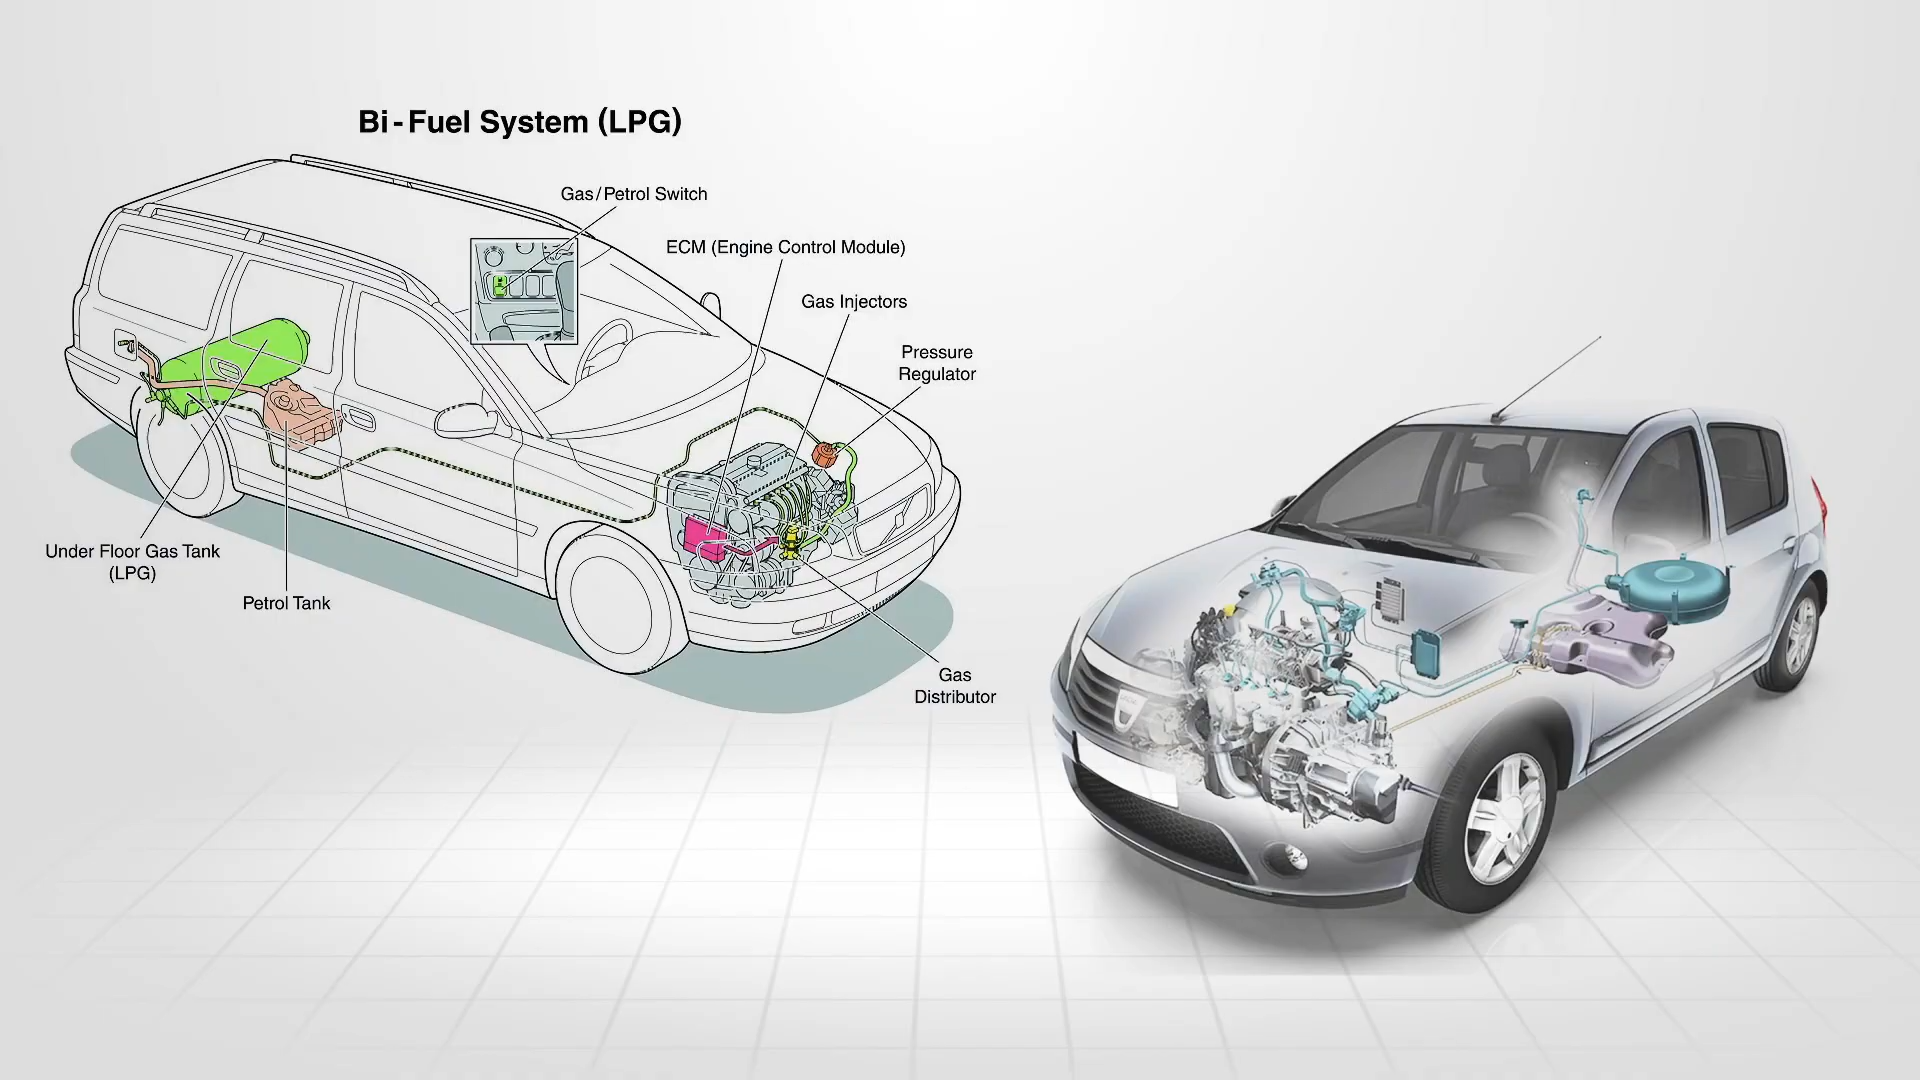 Bi-Fuel System (LPG)
Gas/Petrol Switch
ECM (Engine Control Module)
Gas Injectors
Pressure
Regulator
Under Floor Gas Tank
(LPG)
Petrol Tank
Gas
Distributor